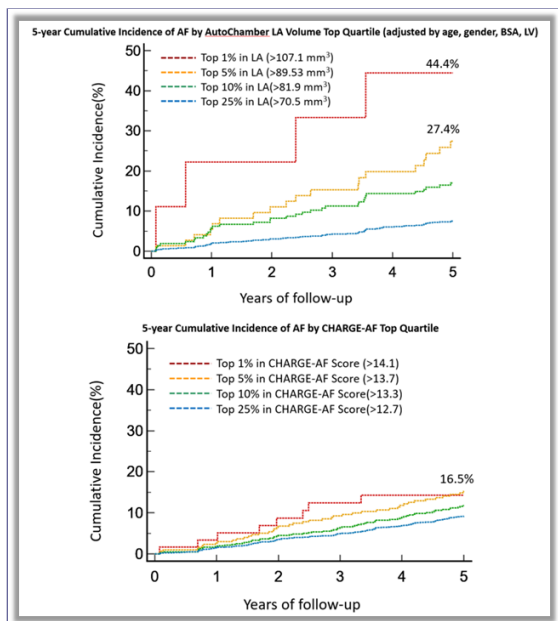 5-year Cumulative Incidence of AF by AutoChamber LA Volume Top Quartile (adjusted by age, gender, BSA, LV)
50
40
30
20
10
0
Cumulative Incidence(%)
Top 1% in LA (>107.1 mm³)
Top 5% in LA(>89.53 mm³)
Top 10% in LA(>81.9 mm³)
Top 25% in LA(>70.5 mm³)
44.4%
27.4%
0 1 2 3 4 5
Years of follow-up
5-year Cumulative Incidence of AF by CHARGE-AF Top Quartile
50
40
30
20
10
0
Cumulative Incidence(%)
Top 1% in CHARGE-AF Score (>14.1)
Top 5% in CHARGE-AF Score (>13.7)
Top 10% in CHARGE-AF Score(>13.3)
Top 25% in CHARGE-AF Score(>12.7)
16.5%
0 1 2 3 4 5
Years of follow-up